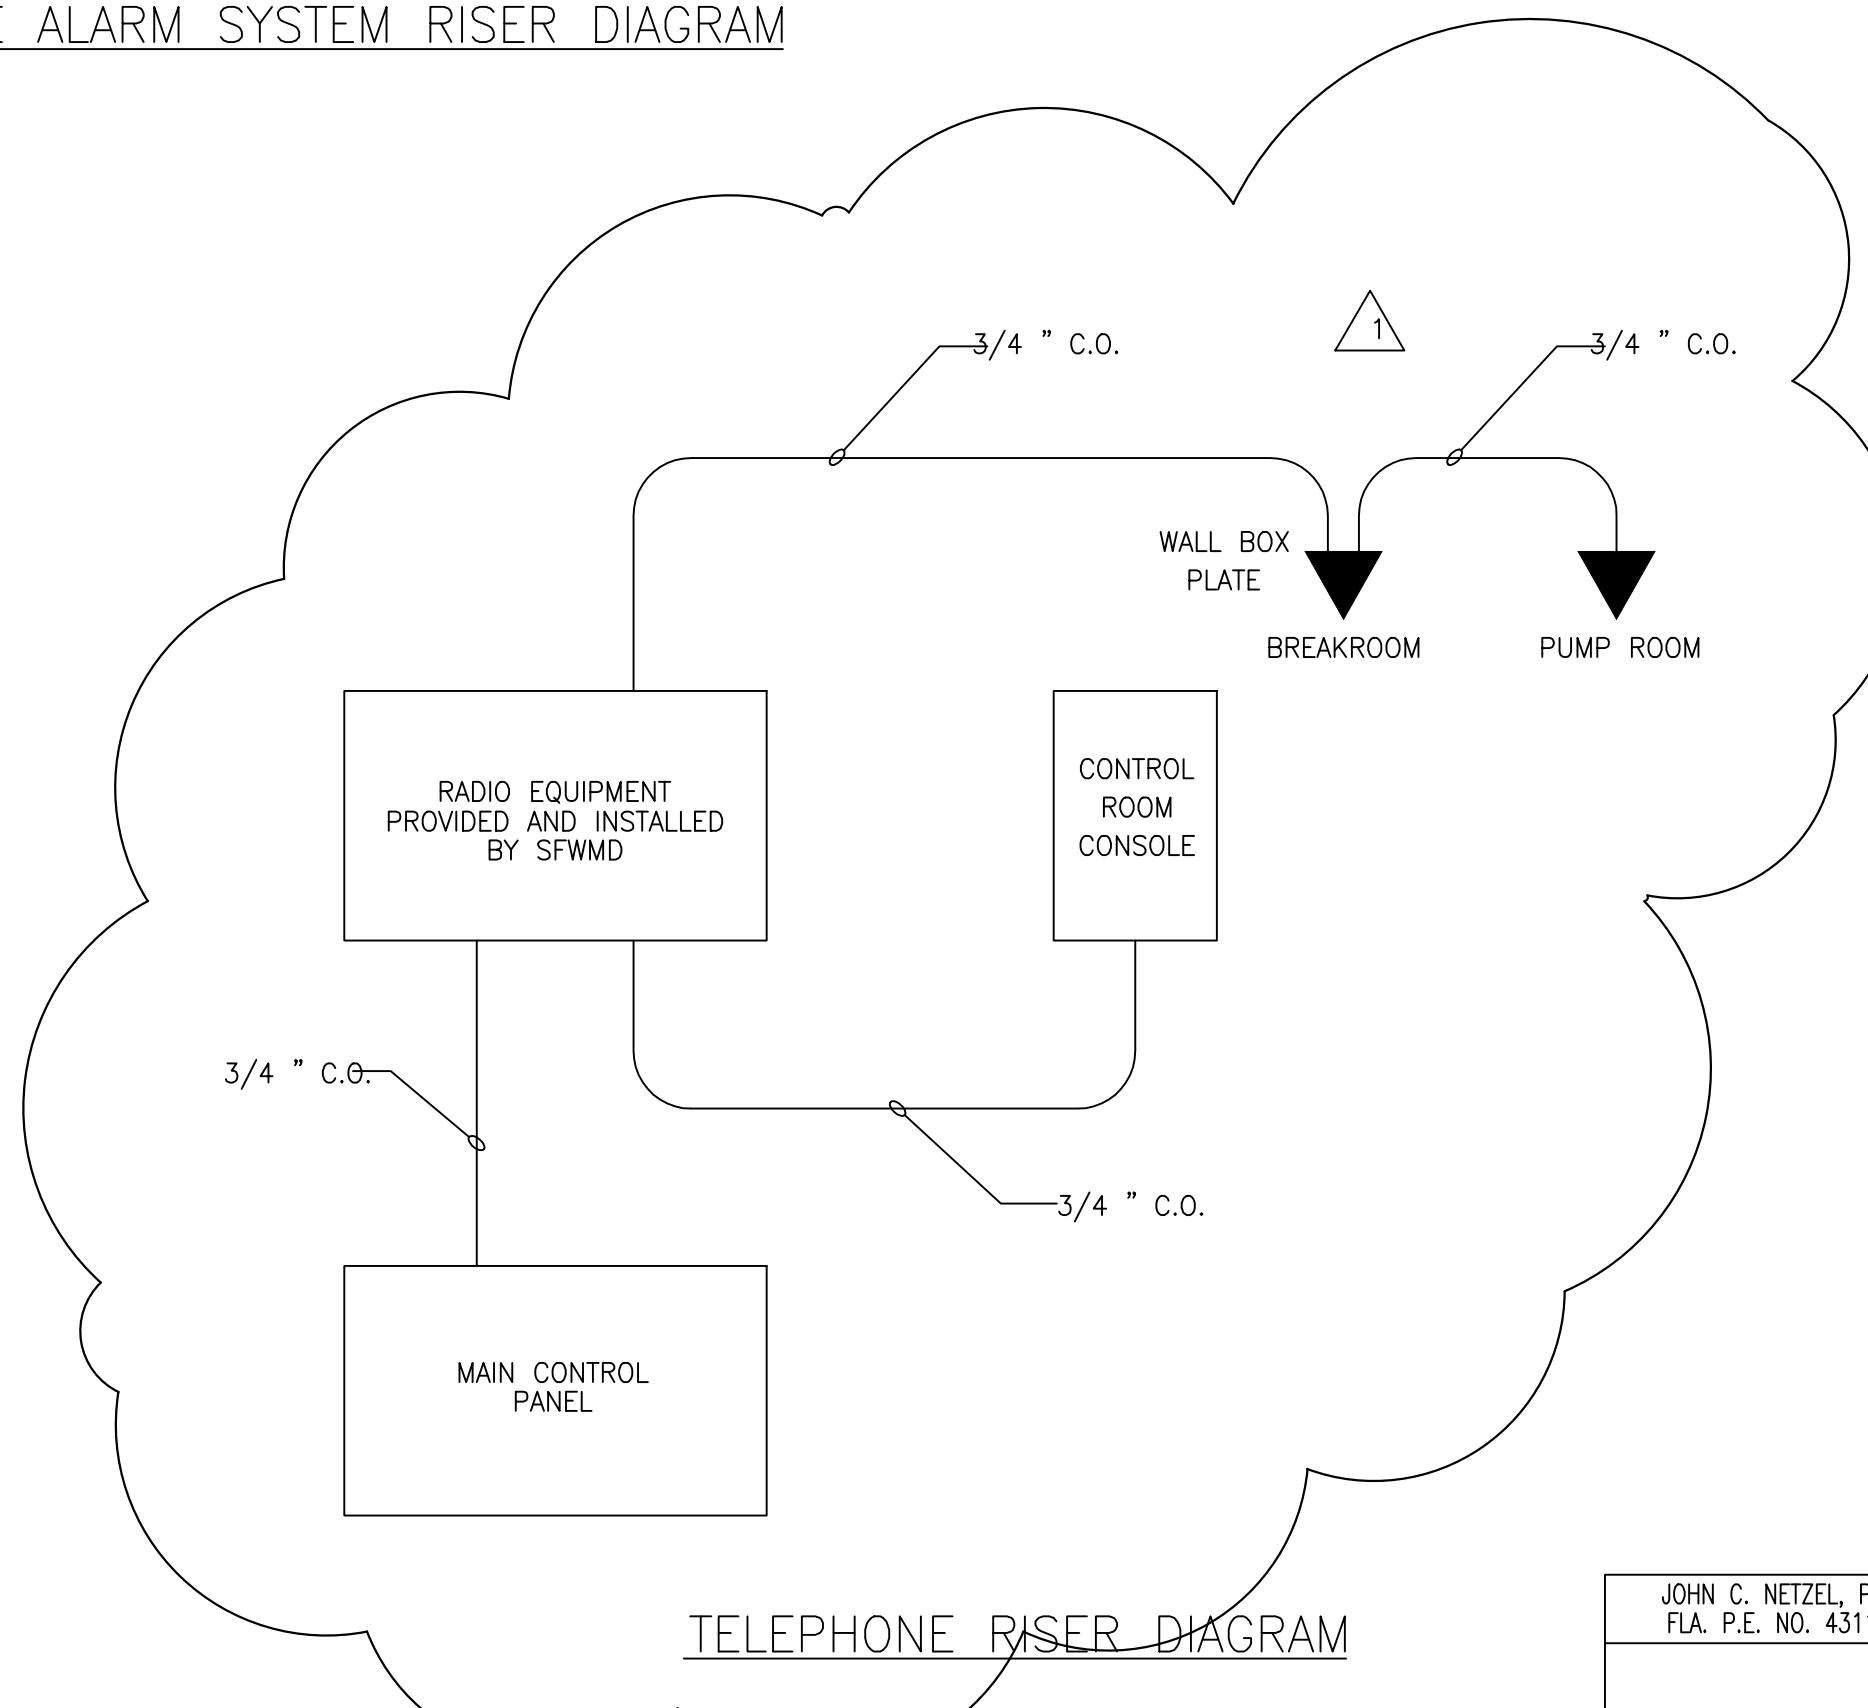 ALARM SYSTEM RISER DIAGRAM
3/4 " C.O.
1
3/4 " C.O.
WALL BOX
PLATE
BREAKROOM
PUMP ROOM
RADIO EQUIPMENT
PROVIDED AND INSTALLED
BY SFWMD
CONTROL
ROOM
CONSOLE
3/4 " C.O.
3/4 " C.O.
MAIN CONTROL
PANEL
TELEPHONE RISER DIAGRAM
JOHN C. NETZEL,
FLA. P.E. NO.